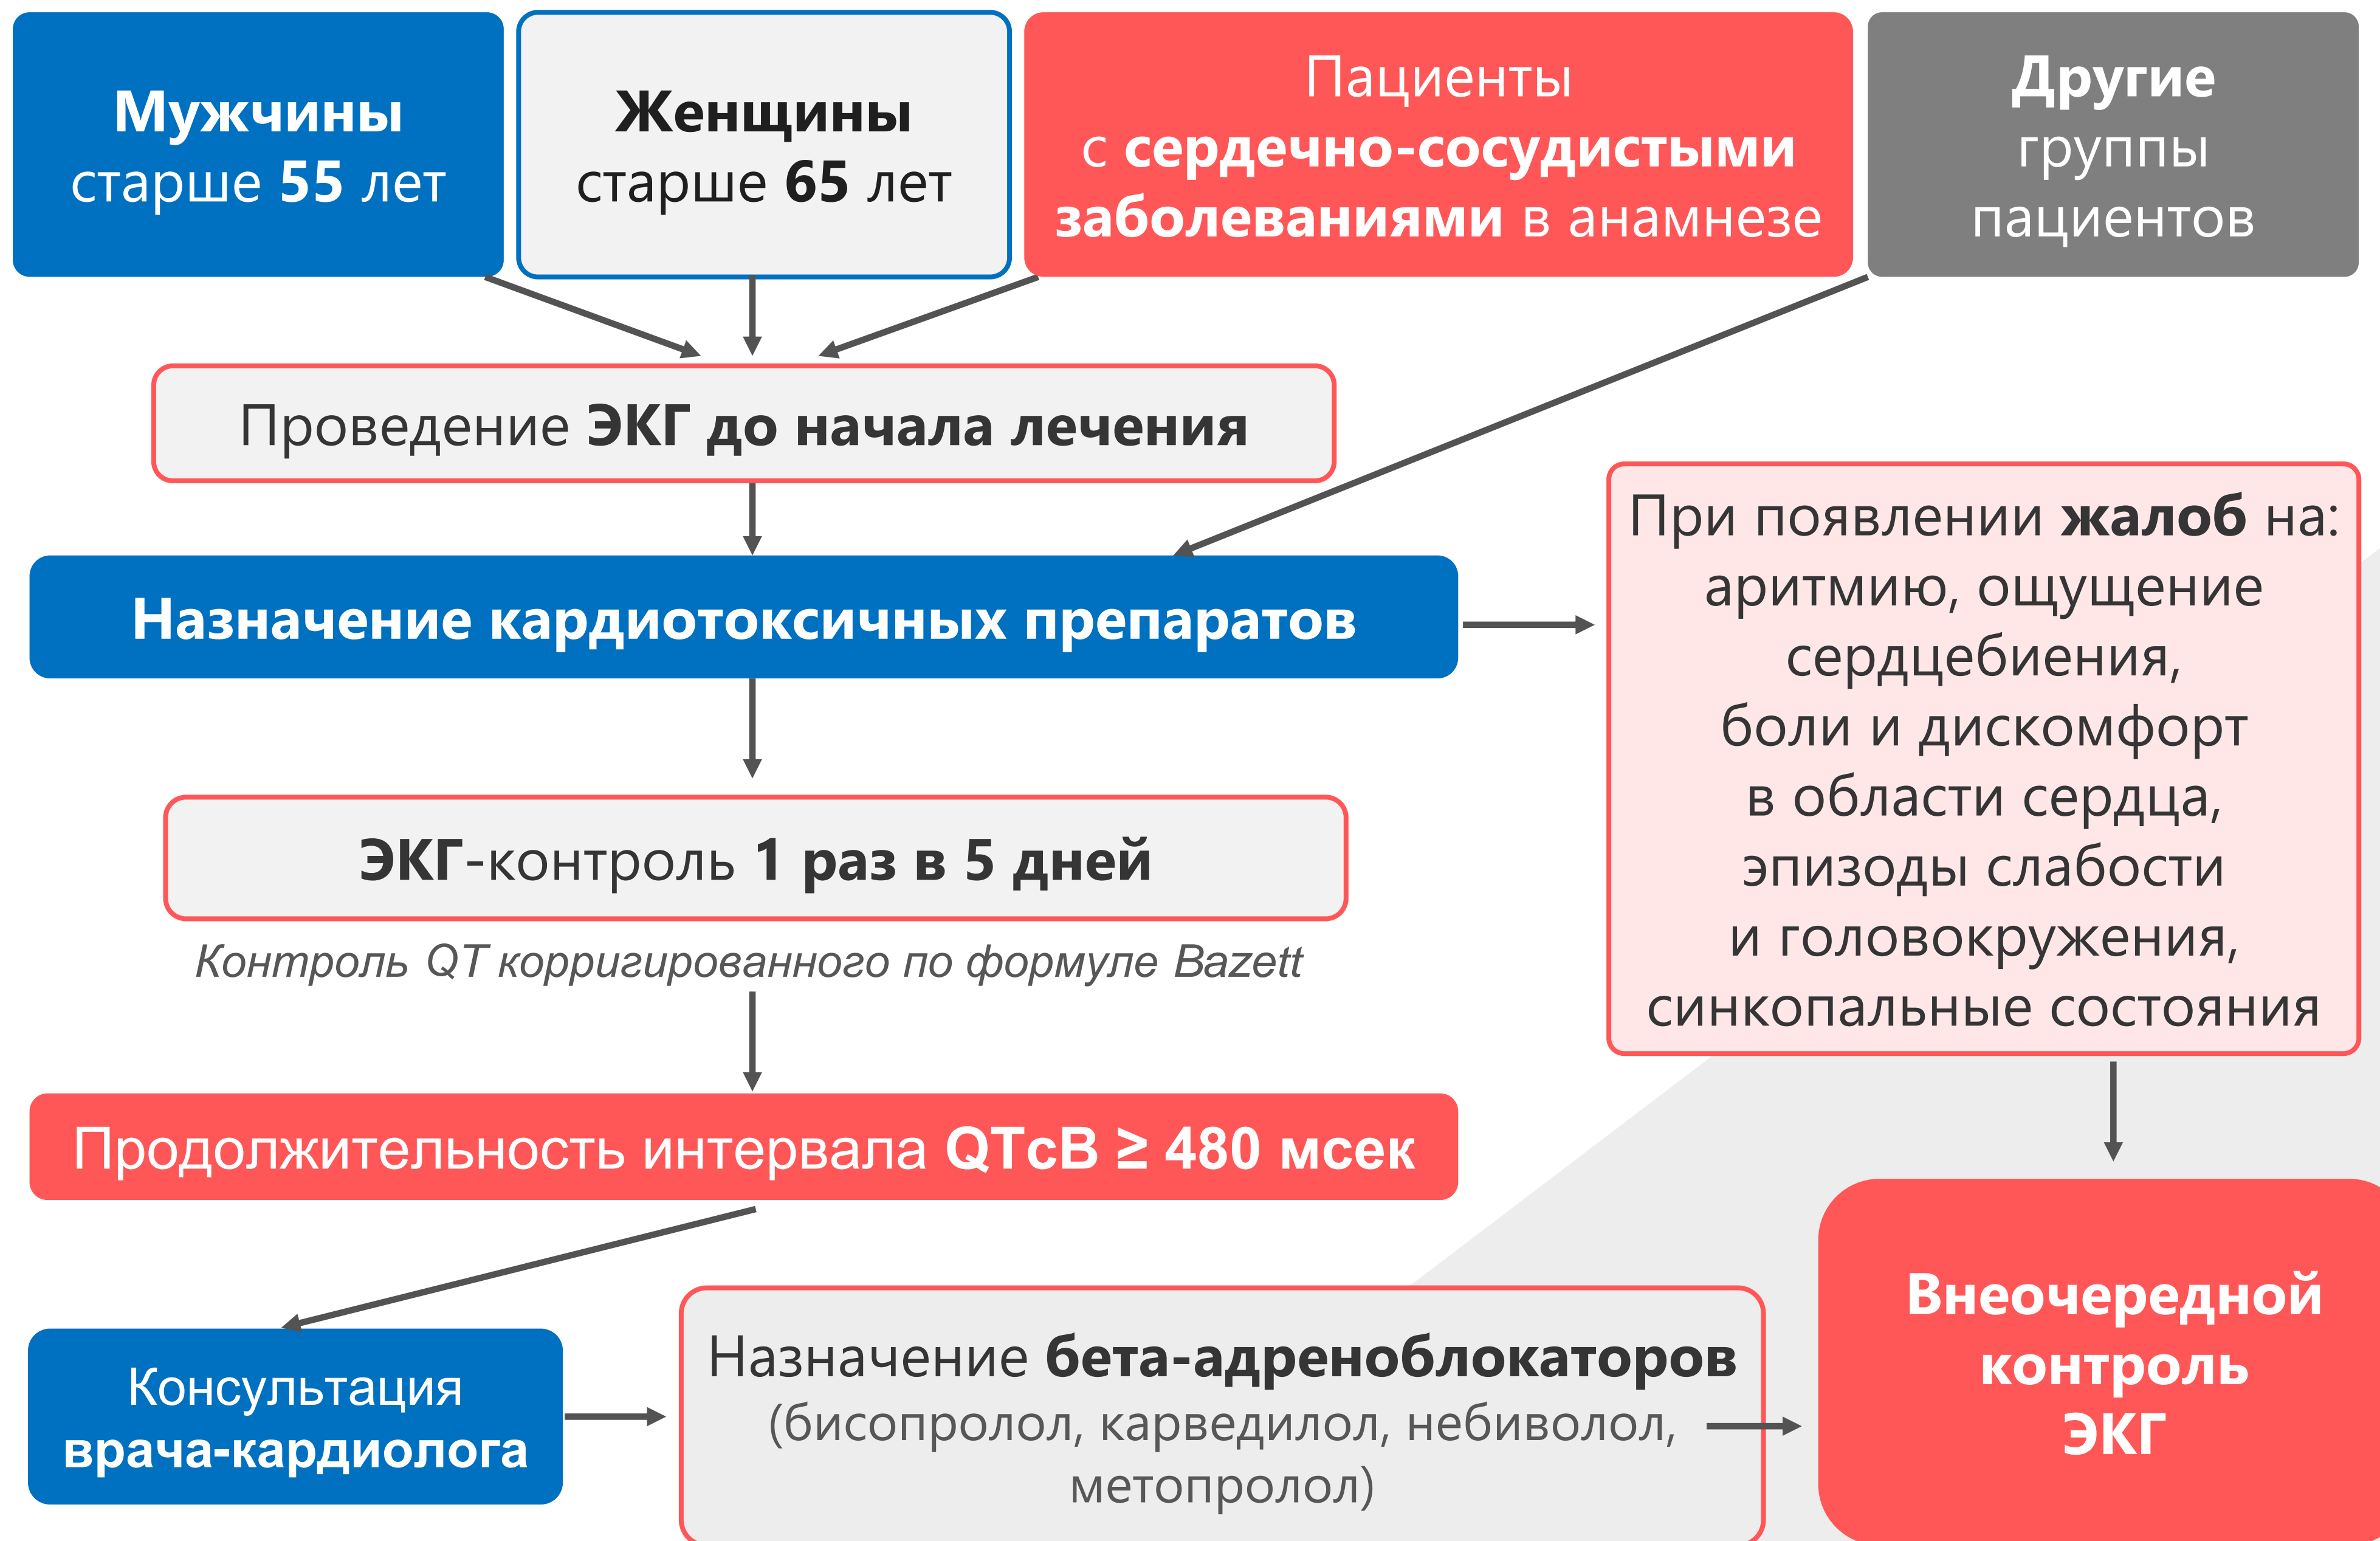 Мужчины
старше 55 лет
Женщины
старше 65 лет
Пациенты
с сердечно-сосудистыми
заболеваниями в анамнезе
Другие
группы
пациентов
Проведение ЭКГ до начала лечения
Назначение кардиотоксичных препаратов
При появлении жалоб на:
аритмию, ощущение
сердцебиения,
боли и дискомфорт
в области сердца,
эпизоды слабости
и головокружения,
синкопальные состояния
ЭКГ-контроль 1 раз в 5 дней
Контроль QT корригированного по формуле Bazett
Продолжительность интервала QTcB ≥ 480 мсек
Консультация
врача-кардиолога
Назначение бета-адреноблокаторов
(бисопролол, карведилол, небиволол,
метопролол)
Внеочередной
контроль
ЭКГ